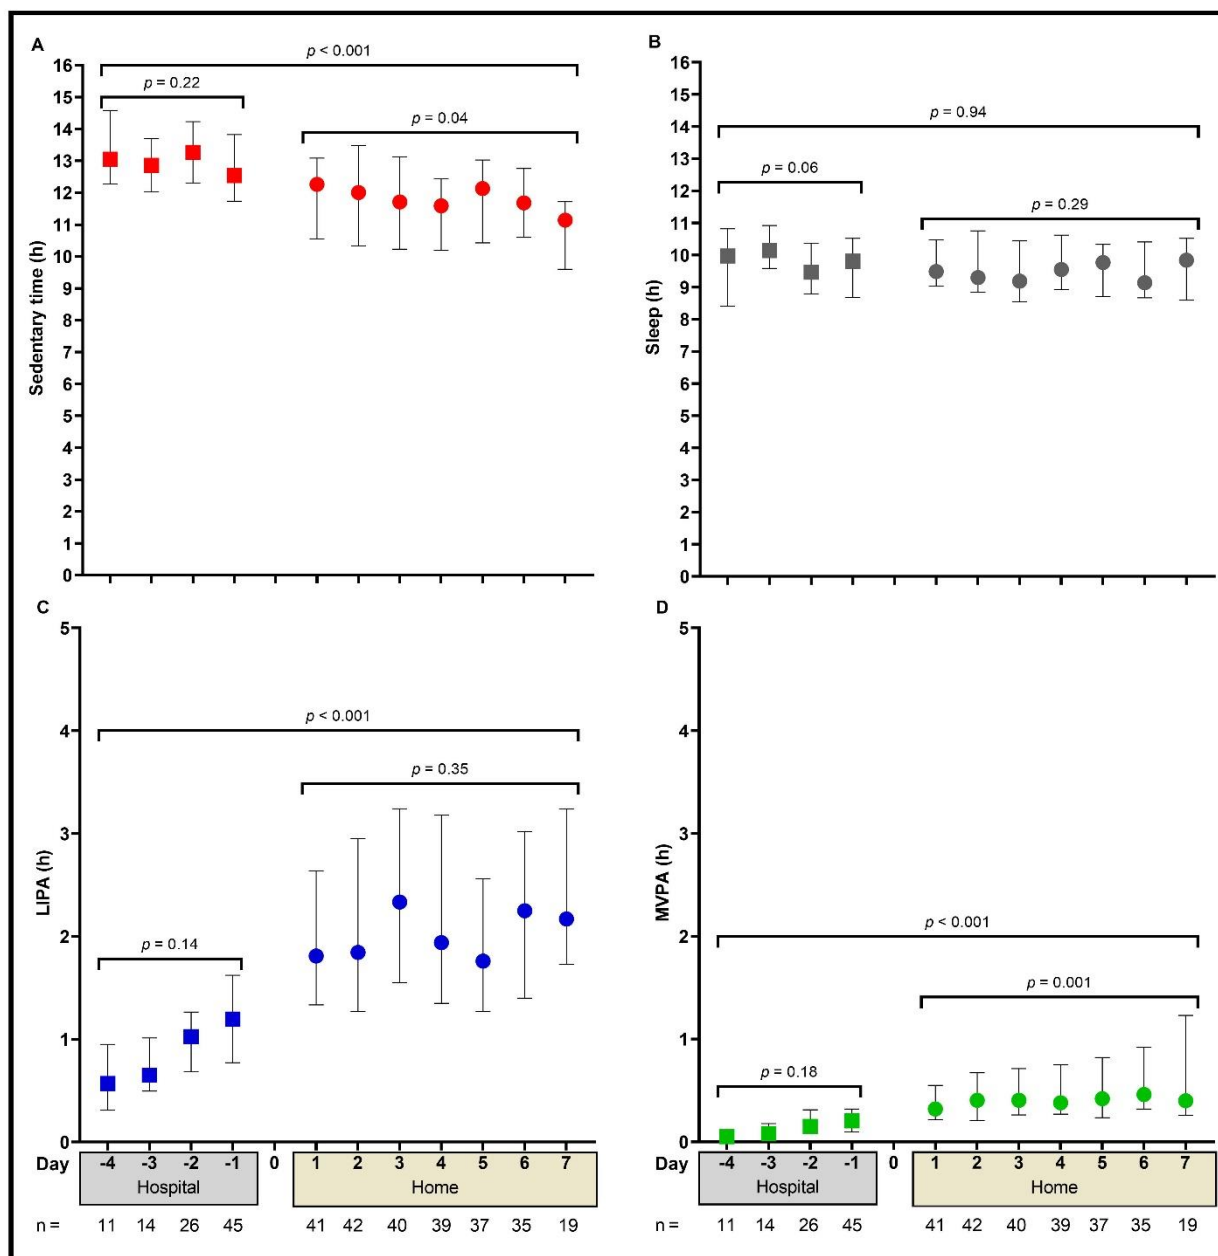 A
p < 0.001
p = 0.22
p = 0.04
Sedentary time (h)
16
15
14
13
12
11
10
9
8
7
6
5
4
3
2
1
0
B
p = 0.94
p = 0.06
p = 0.29
Sleep (h)
16
15
14
13
12
11
10
9
8
7
6
5
4
3
2
1
0
C
p < 0.001
p = 0.35
p = 0.14
LIPA (h)
5
4
3
2
1
0
Day -4 -3 -2 -1 0 1 2 3 4 5 6 7
Hospital Home
n = 11 14 26 45 41 42 40 39 37 35 19
D
p < 0.001
p = 0.001
p = 0.18
MVPA (h)
5
4
3
2
1
0
Day -4 -3 -2 -1 0 1 2 3 4 5 6 7
Hospital Home
n = 11 14 26 45 41 42 40 39 37 35 19